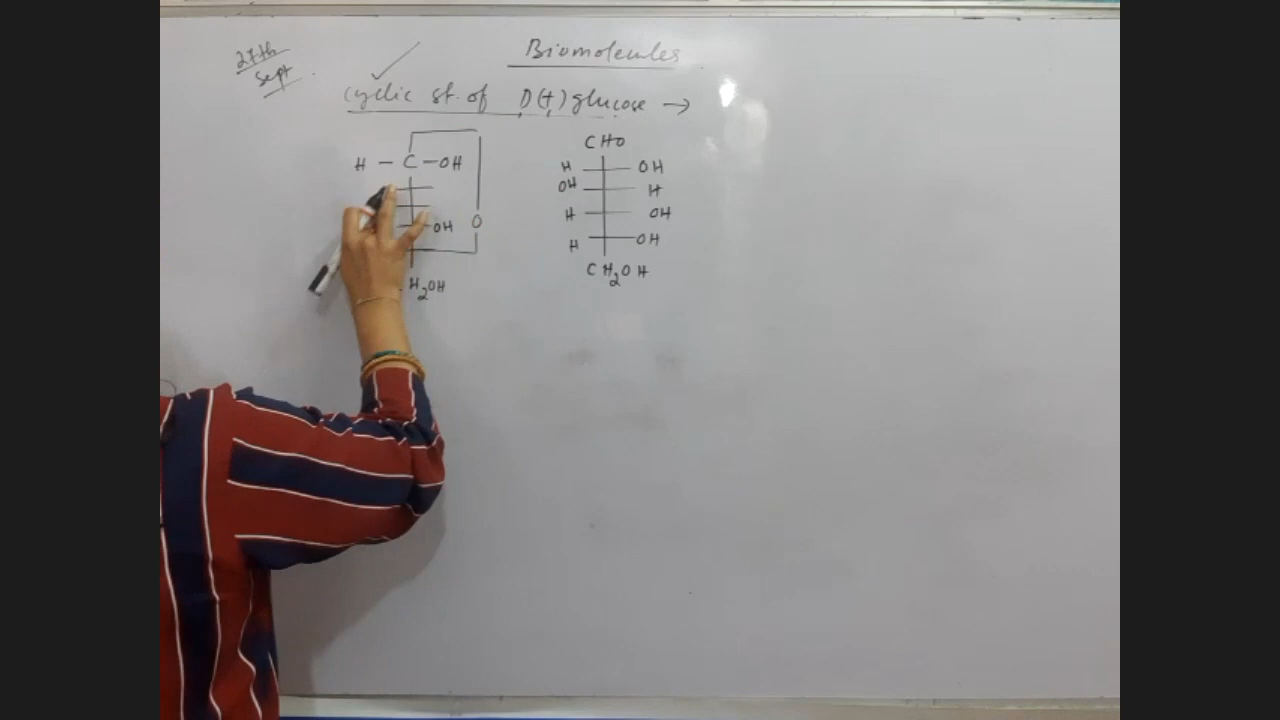 27th
Sept.
Biomolecules
cyclic st. of D(+) glucose →
H – C – OH
OH
O
H2OH
CHO
H OH
OH H
H OH
H OH
CH2OH